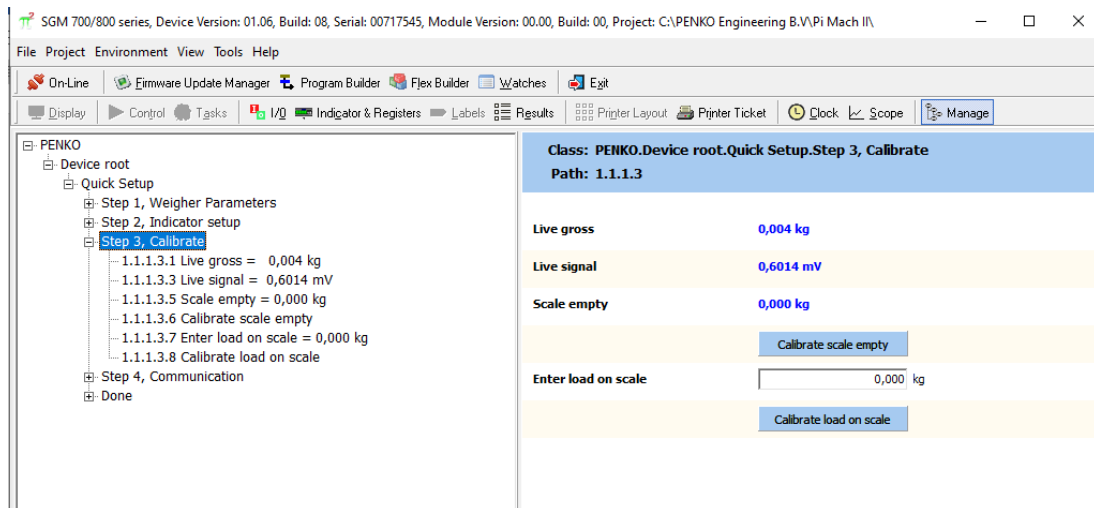 SGM 700/800 series, Device Version: 01.06, Build: 08, Serial: 00717545, Module Version: 00.00, Build: 00, Project: C:\PENKO Engineering B.V\Pi Mach II\
File Project Environment View Tools Help
On-Line Firmware Update Manager Program Builder Flex Builder Watches Exit
Display Control Tasks I/O Indicator & Registers Labels Results Printer Layout Printer Ticket Clock Scope Manage
PENKO
Device root
Quick Setup
Step 1, Weigher Parameters
Step 2, Indicator setup
Step 3, Calibrate
1.1.1.3.1 Live gross = 0,004 kg
1.1.1.3.3 Live signal = 0,6014 mV
1.1.1.3.5 Scale empty = 0,000 kg
1.1.1.3.6 Calibrate scale empty
1.1.1.3.7 Enter load on scale = 0,000 kg
1.1.1.3.8 Calibrate load on scale
Step 4, Communication
Done
Class: PENKO.Device root.Quick Setup.Step 3, Calibrate
Path: 1.1.1.3
Live gross 0,004 kg
Live signal 0,6014 mV
Scale empty 0,000 kg
Calibrate scale empty
Enter load on scale 0,000 kg
Calibrate load on scale